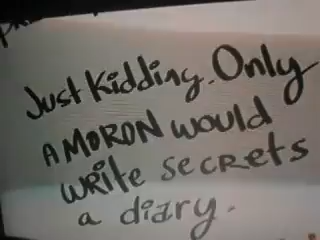 Just Kidding. Only
A MORON would
write secrets
a diary.